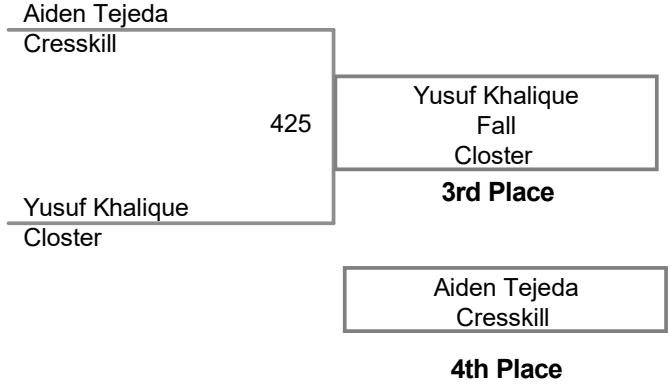 Aiden Tejeda
Cresskill
425
Yusuf Khalique
Fall
Closter
3rd Place
Yusuf Khalique
Closter
Aiden Tejeda
Cresskill
4th Place